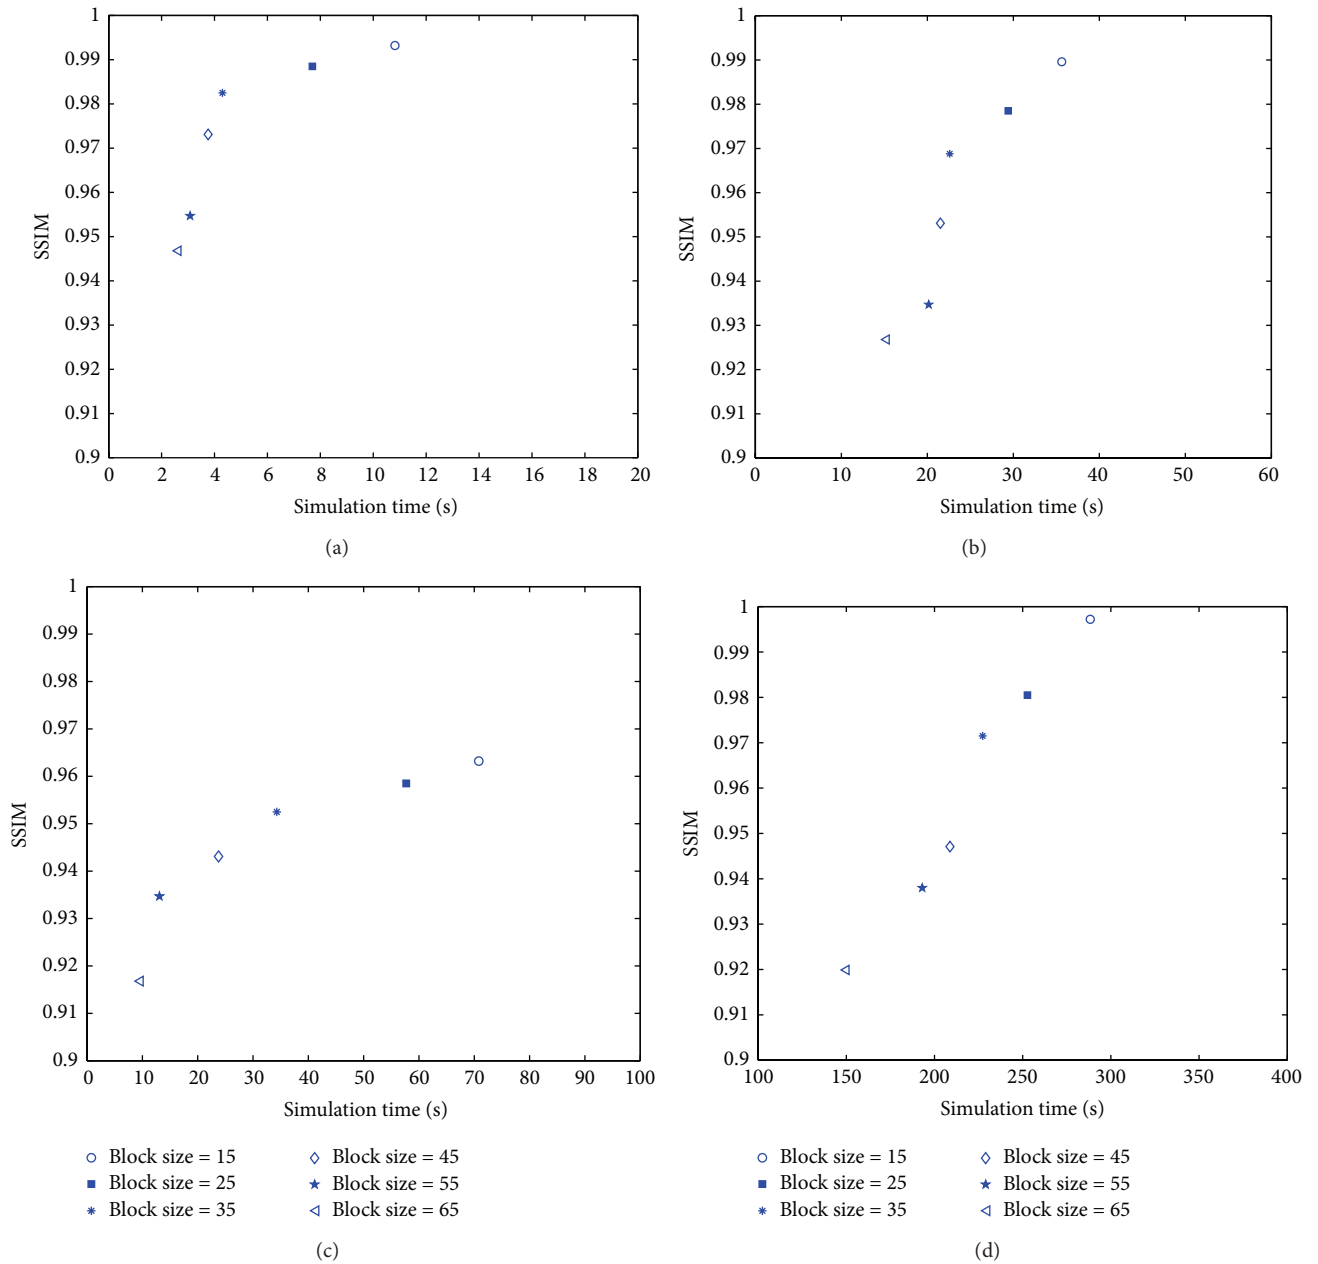 1
0.99
0.98
0.97
0.96
0.95
0.94
0.93
0.92
0.91
0.9
SSIM
0 2 4 6 8 10 12 14 16 18 20
Simulation time (s)
(a)
1
0.99
0.98
0.97
0.96
0.95
0.94
0.93
0.92
0.91
0.9
SSIM
0 10 20 30 40 50 60
Simulation time (s)
(b)
1
0.99
0.98
0.97
0.96
0.95
0.94
0.93
0.92
0.91
0.9
SSIM
0 10 20 30 40 50 60 70 80 90 100
Simulation time (s)
Block size = 15
Block size = 25
Block size = 35
Block size = 45
Block size = 55
Block size = 65
(c)
1
0.99
0.98
0.97
0.96
0.95
0.94
0.93
0.92
0.91
0.9
SSIM
100 150 200 250 300 350 400
Simulation time (s)
Block size = 15
Block size = 25
Block size = 35
Block size = 45
Block size = 55
Block size = 65
(d)